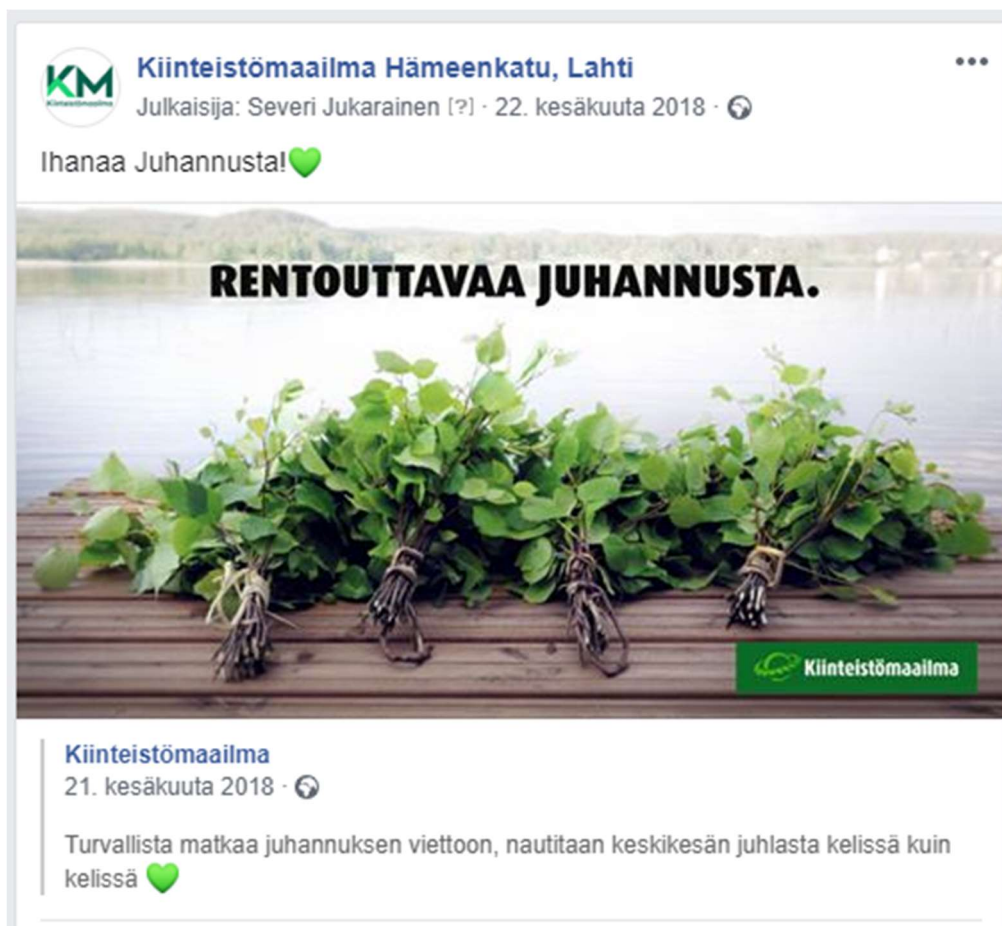 KM
Kiinteistömaailma
Kiinteistömaailma Hämeenkatu, Lahti
Julkaisija: Severi Jukarainen [?] · 22. kesäkuuta 2018 ·
Ihanaa Juhannusta!💚
RENTOUTTAVAA JUHANNUSTA.
Kiinteistömaailma
Kiinteistömaailma
21. kesäkuuta 2018 ·
Turvallista matkaa juhannuksen viettoon, nautitaan keskikesän juhlasta kelissä kuin
kelissä 💚